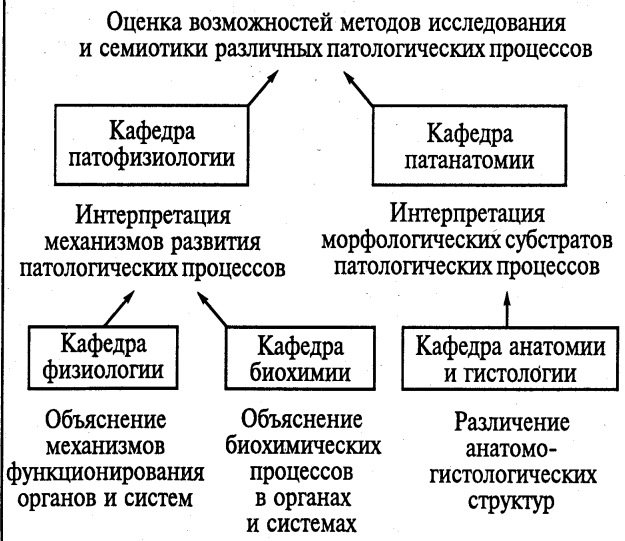 Оценка возможностей методов исследования
и семиотики различных патологических процессов
Кафедра
патофизиологии
Кафедра
патанатомии
Интерпретация
механизмов развития
патологических процессов
Интерпретация
морфологических субстратов
патологических процессов
Кафедра
физиологии
Кафедра
биохимии
Кафедра анатомии
и гистологии
Объяснение
механизмов
функционирования
органов и систем
Объяснение
биохимических
процессов
в органах
и системах
Различение
анатомо-
гистологических
структур